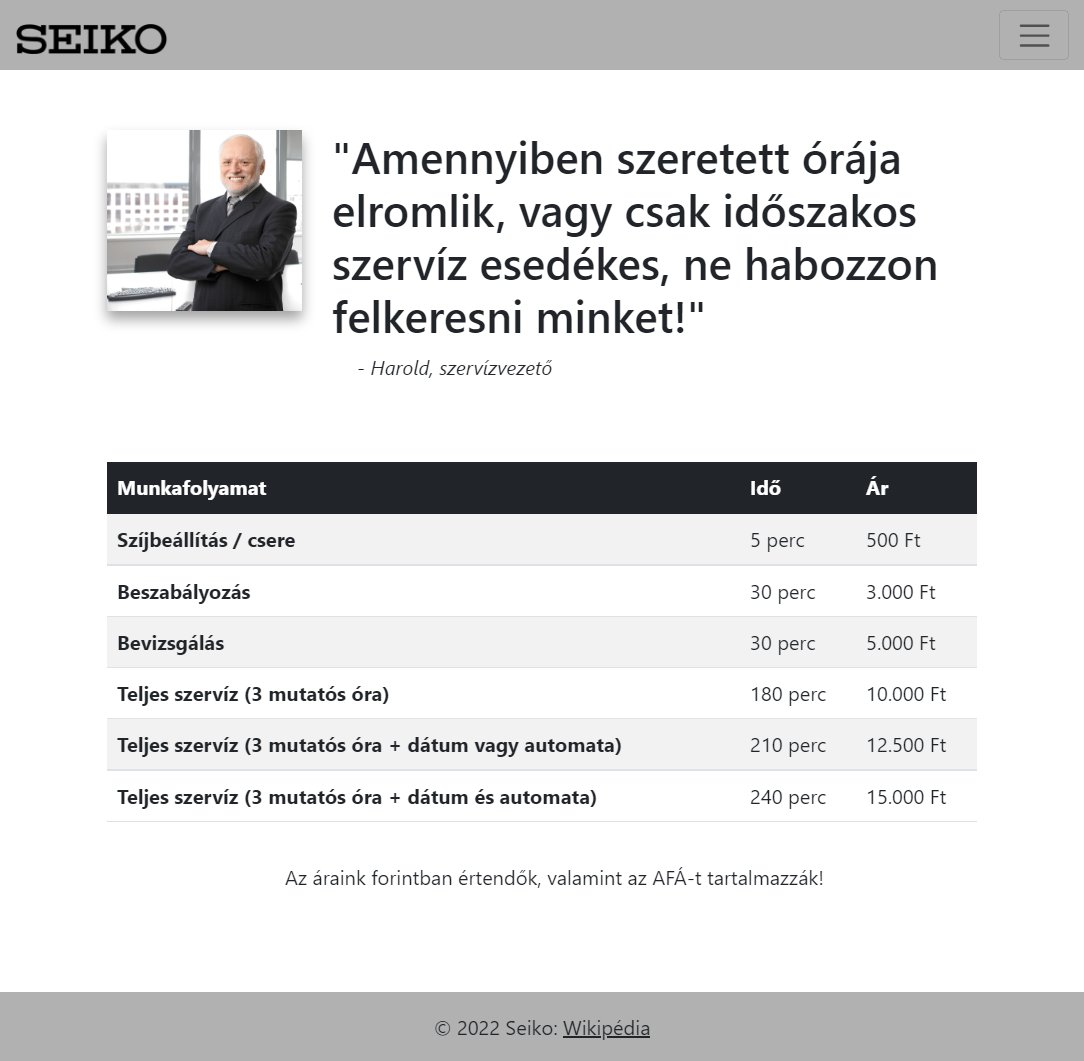 SEIKO
"Amennyiben szeretett órája
elromlik, vagy csak időszakos
szervíz esedékes, ne habozzon
felkeresni minket!"
- Harold, szervízvezető
Munkafolyamat Idő Ár
Szíjbeállítás / csere 5 perc 500 Ft
Beszabályozás 30 perc 3.000 Ft
Bevizsgálás 30 perc 5.000 Ft
Teljes szervíz (3 mutatós óra) 180 perc 10.000 Ft
Teljes szervíz (3 mutatós óra + dátum vagy automata) 210 perc 12.500 Ft
Teljes szervíz (3 mutatós óra + dátum és automata) 240 perc 15.000 Ft
Az áraink forintban értendők, valamint az AFÁ-t tartalmazzák!
© 2022 Seiko: Wikipédia